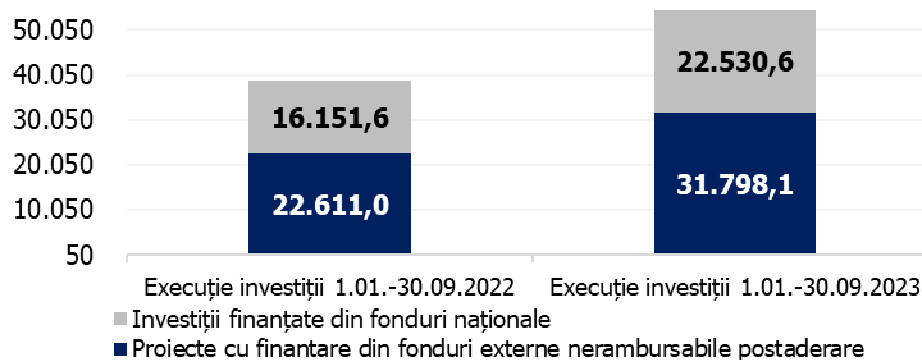 50.050
40.050
30.050
20.050
10.050
50
16.151,6
22.611,0
22.530,6
31.798,1
Execuție investiții 1.01.-30.09.2022
Execuție investiții 1.01.-30.09.2023
Investiții finanțate din fonduri naționale
Proiecte cu finanțare din fonduri externe nerambursabile postaderare